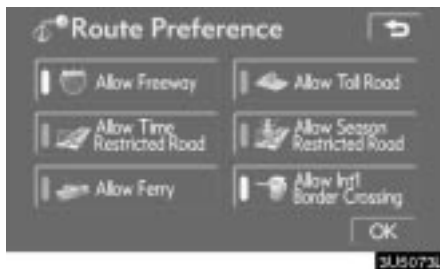 Route Preference
Allow Freeway
Allow Toll Road
Allow Time
Restricted Road
Allow Season
Restricted Road
Allow Ferry
Allow Int'l
Border Crossing
OK
3U5073L